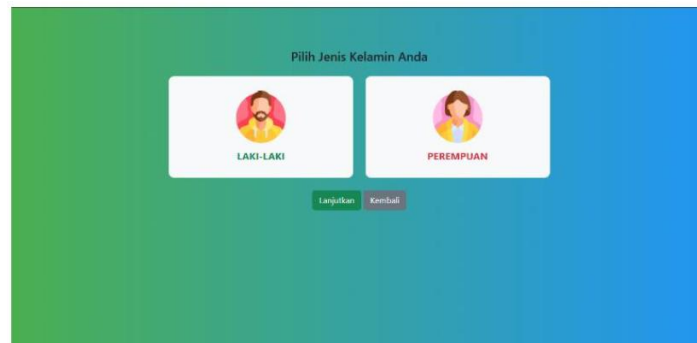 Pilih Jenis Kelamin Anda
LAKI-LAKI PEREMPUAN
Lanjutkan Kembali